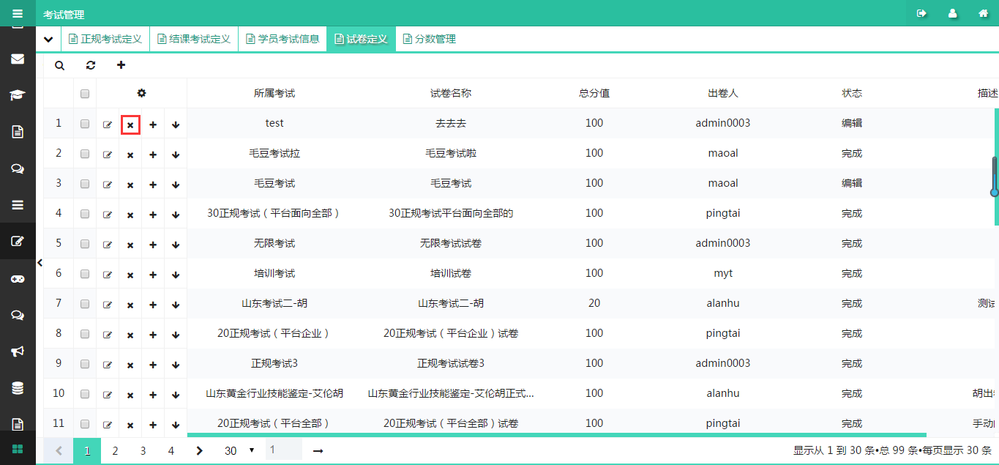 考试管理
正规考试定义 结课考试定义 学员考试信息 试卷定义 分数管理
所属考试 试卷名称 总分值 出卷人 状态 描述
1 test 去去去 100 admin0003 编辑
2 毛豆考试拉 毛豆考试啦 100 maoal 完成
3 毛豆考试 毛豆考试 100 maoal 编辑
4 30正规考试（平台面向全部） 30正规考试平台面向全部的 100 pingtai 完成
5 无限考试 无限考试试卷 100 admin0003 完成
6 培训考试 培训试卷 100 myt 完成
7 山东考试二-胡 山东考试二-胡 20 alanhu 完成 测试
8 20正规考试（平台企业） 20正规考试（平台企业）试卷 100 pingtai 完成
9 正规考试3 正规考试试卷3 100 admin0003 完成
10 山东黄金行业技能鉴定-艾伦胡 山东黄金行业技能鉴定-艾伦胡正式... 100 alanhu 完成 胡出
11 20正规考试（平台全部） 20正规考试（平台全部）试卷 100 pingtai 完成 手动
1 2 3 4 30 1 显示从 1 到 30 条•总 99 条•每页显示 30 条